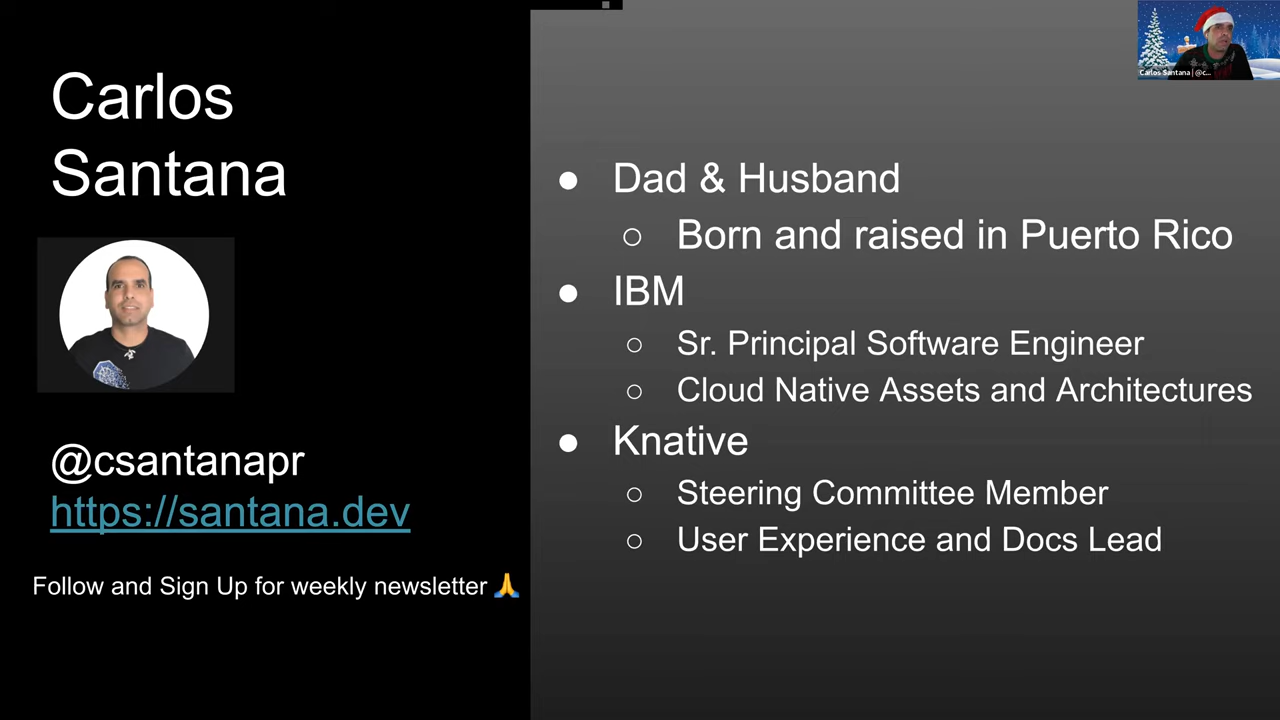 Carlos
Santana
@csantanapr
https://santana.dev
Follow and Sign Up for weekly newsletter 🙏
● Dad & Husband
○ Born and raised in Puerto Rico
● IBM
○ Sr. Principal Software Engineer
○ Cloud Native Assets and Architectures
● Knative
○ Steering Committee Member
○ User Experience and Docs Lead
Carlos Santana | @c...